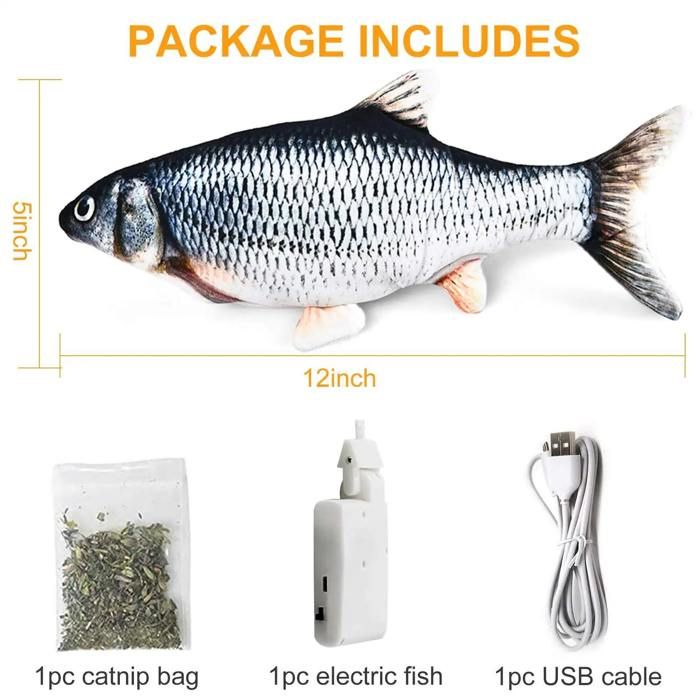 PACKAGE INCLUDES
5inch
12inch
1pc catnip bag
1pc electric fish
1pc USB cable